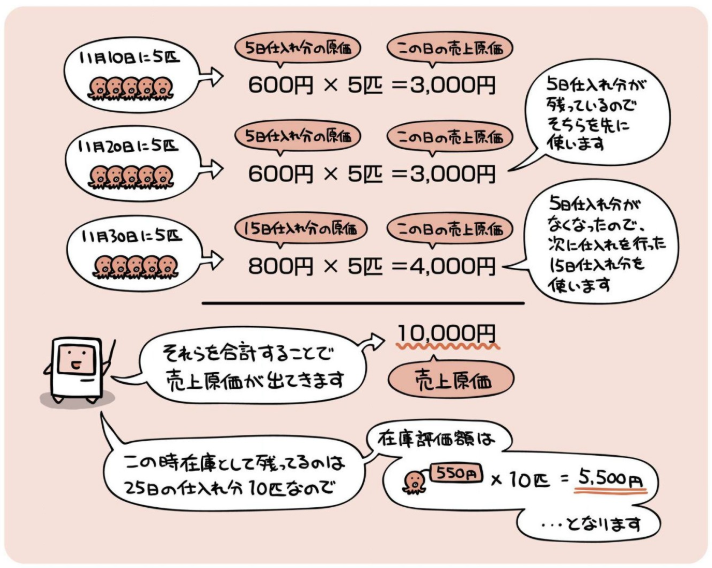 11月10日に5匹
5日仕入れ分の原価
この日の売上原価
600円 × 5匹 =3,000円
11月20日に5匹
5日仕入れ分の原価
この日の売上原価
600円 × 5匹 =3,000円
5日仕入れ分が
残っているので
そちらを先に
使います
11月30日に5匹
15日仕入れ分の原価
この日の売上原価
800円 × 5匹 =4,000円
5日仕入れ分が
なくなったので、
次に仕入れを行った
15日仕入れ分を
使います
それらを合計することで
売上原価が出てきます
10,000円
売上原価
この時在庫として残ってるのは
25日の仕入れ分10匹なので
在庫評価額は
550円 × 10匹 = 5,500円
・・・となります